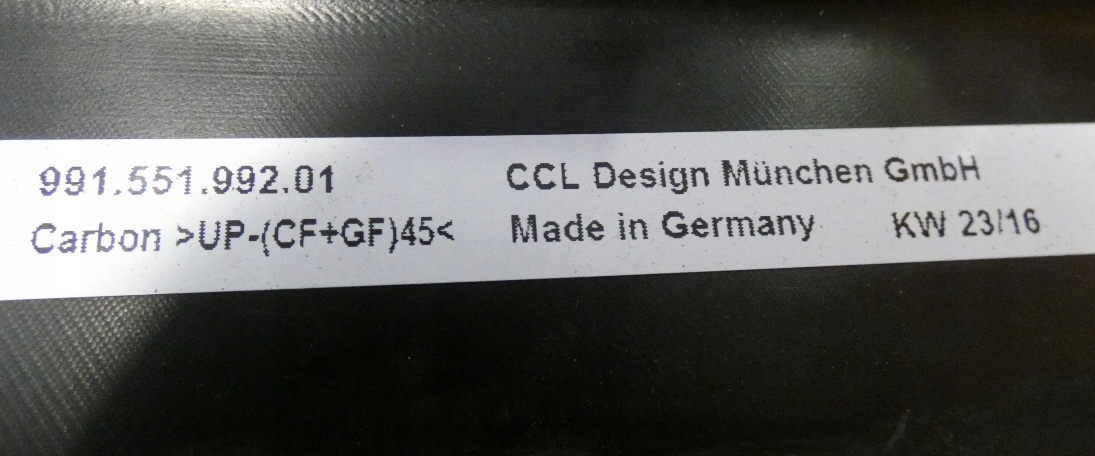 991.551.992.01 CCL Design München GmbH
Carbon >UP-(CF+GF)45< Made in Germany KW 23/16